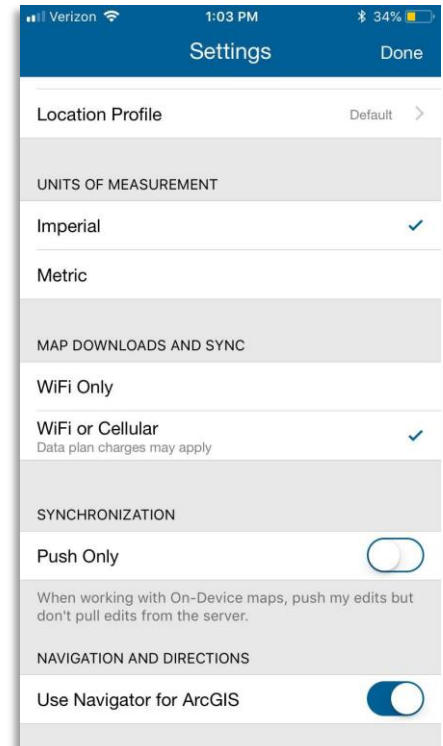 Verizon 1:03 PM 34%
Settings Done
Location Profile Default
UNITS OF MEASUREMENT
Imperial
Metric
MAP DOWNLOADS AND SYNC
WiFi Only
WiFi or Cellular
Data plan charges may apply
SYNCHRONIZATION
Push Only
When working with On-Device maps, push my edits but
don't pull edits from the server.
NAVIGATION AND DIRECTIONS
Use Navigator for ArcGIS